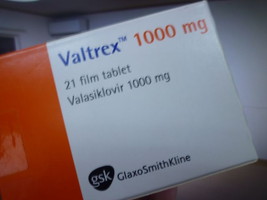 Valtrex™ 1000 mg
21 film tablet
Valasiklovir 1000 mg
gsk GlaxoSmithKline